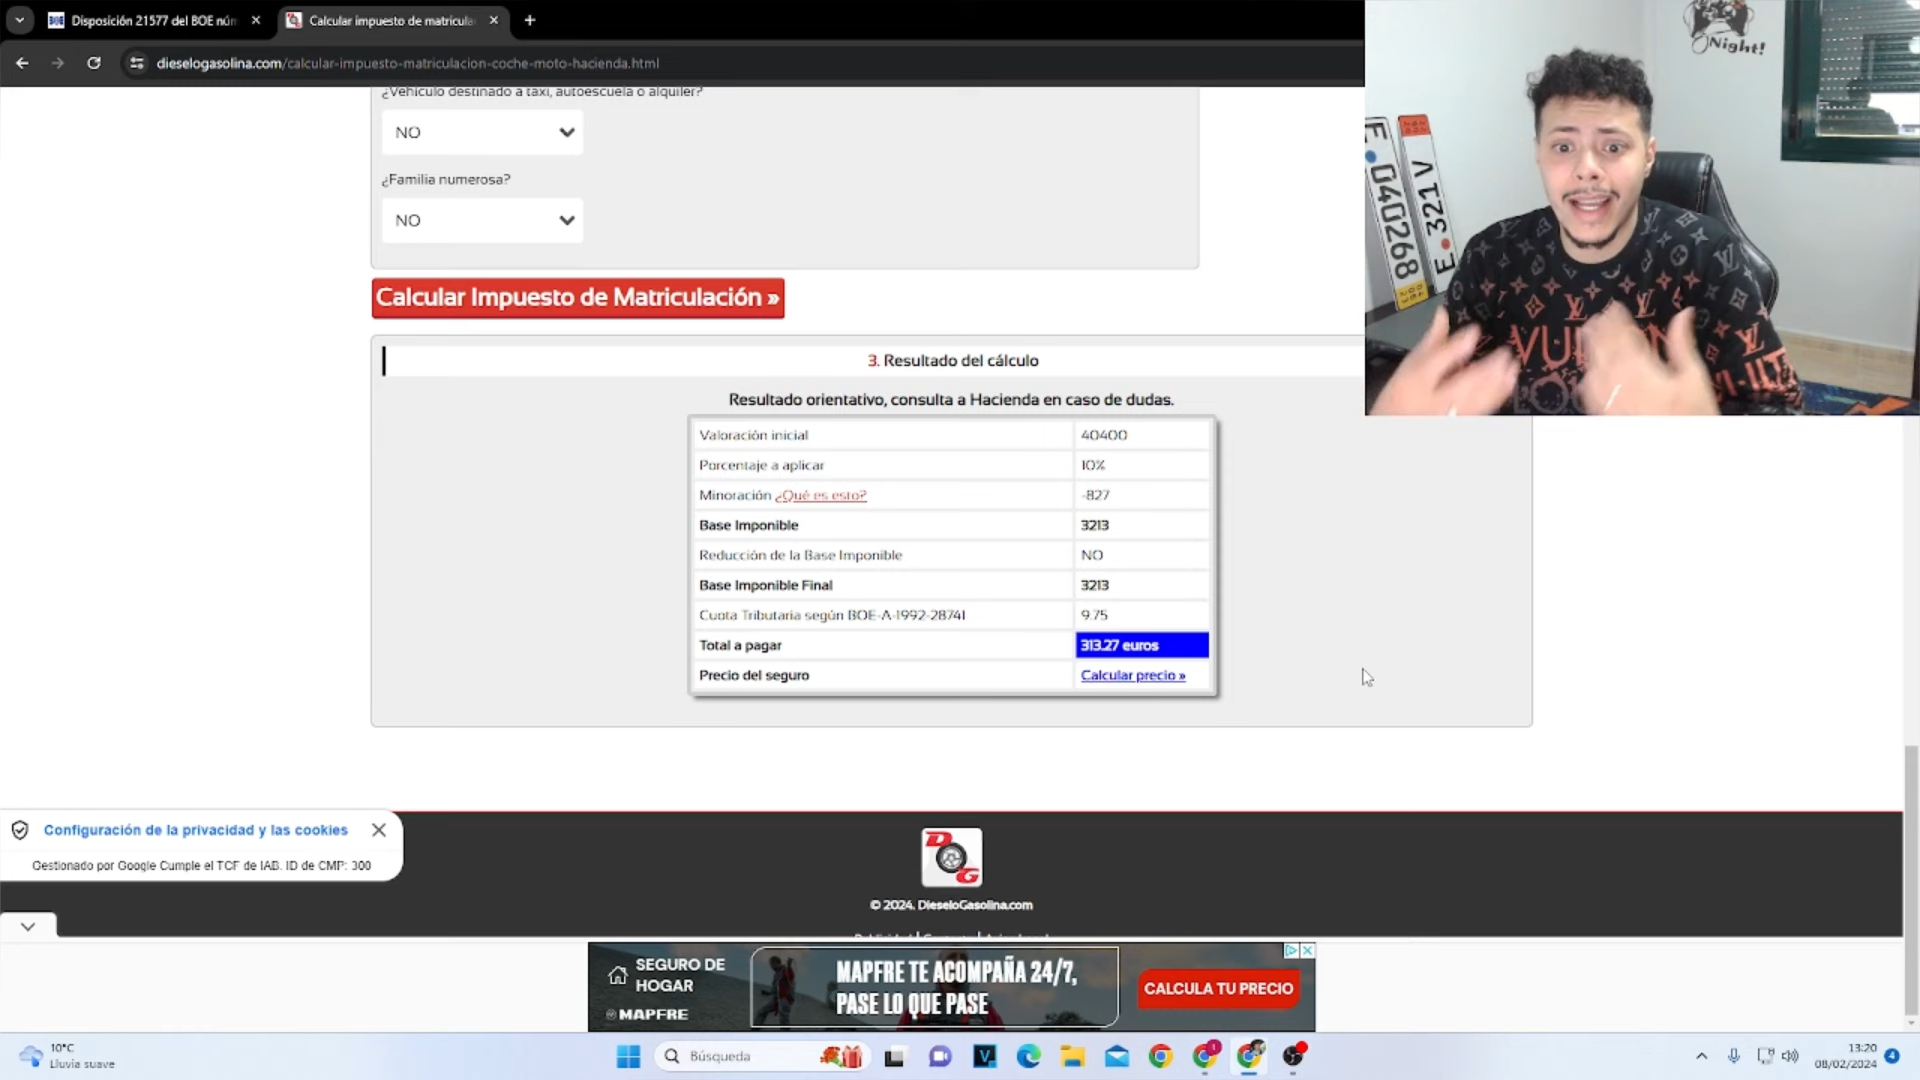 Disposición 21577 del BOE nún
Calcular impuesto de matricula
dieselogasolina.com/calcular-impuesto-matriculacion-coche-moto-hacienda.html
Night!
F 040268
E 321V
¿Vehículo destinado a taxi, autoescuela o alquiler?
NO
¿Familia numerosa?
NO
Calcular Impuesto de Matriculación »
3. Resultado del cálculo
Resultado orientativo, consulta a Hacienda en caso de dudas.
Valoración inicial 40400
Porcentaje a aplicar 10%
Minoración ¿Qué es esto? -827
Base Imponible 3213
Reducción de la Base Imponible NO
Base Imponible Final 3213
Cuota Tributaria según BOE-A-1992-28741 9.75
Total a pagar 313.27 euros
Precio del seguro Calcular precio »
Configuración de la privacidad y las cookies
Gestionado por Google Cumple el TCF de IAB. ID de CMP: 300
© 2024. DieseloGasolina.com
SEGURO DE
HOGAR
MAPFRE
MAPFRE TE ACOMPAÑA 24/7,
PASE LO QUE PASE
CALCULA TU PRECIO
10°C
Lluvia suave
Búsqueda
13:20
08/02/2024
4